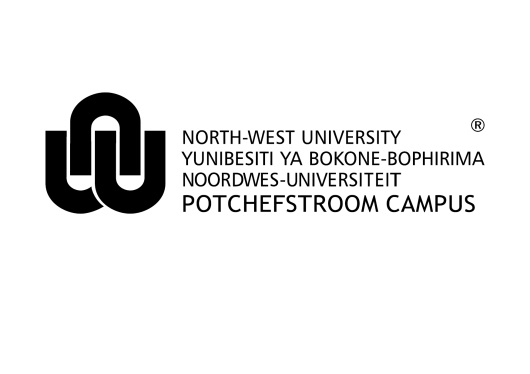 ®
NORTH-WEST UNIVERSITY
YUNIBESITI YA BOKONE-BOPHIRIMA
NOORDWES-UNIVERSITEIT
POTCHEFSTROOM CAMPUS